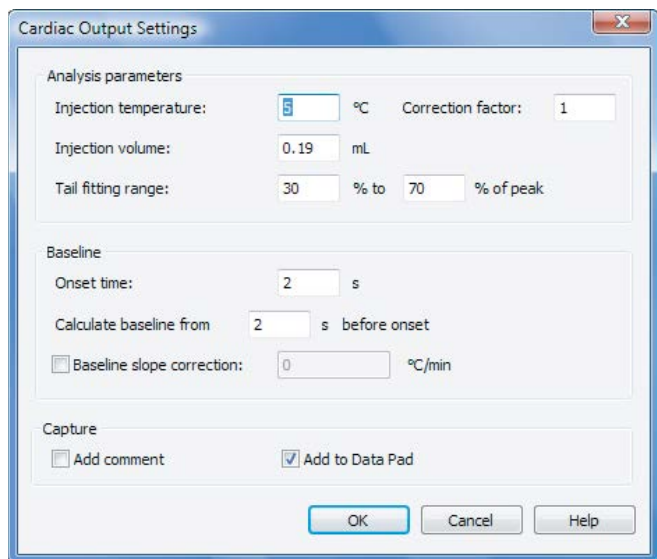 Cardiac Output Settings
Analysis parameters
Injection temperature: 5 ºC Correction factor: 1
Injection volume: 0.19 mL
Tail fitting range: 30 % to 70 % of peak
Baseline
Onset time: 2 s
Calculate baseline from 2 s before onset
Baseline slope correction: 0 ºC/min
Capture
Add comment Add to Data Pad
OK Cancel Help